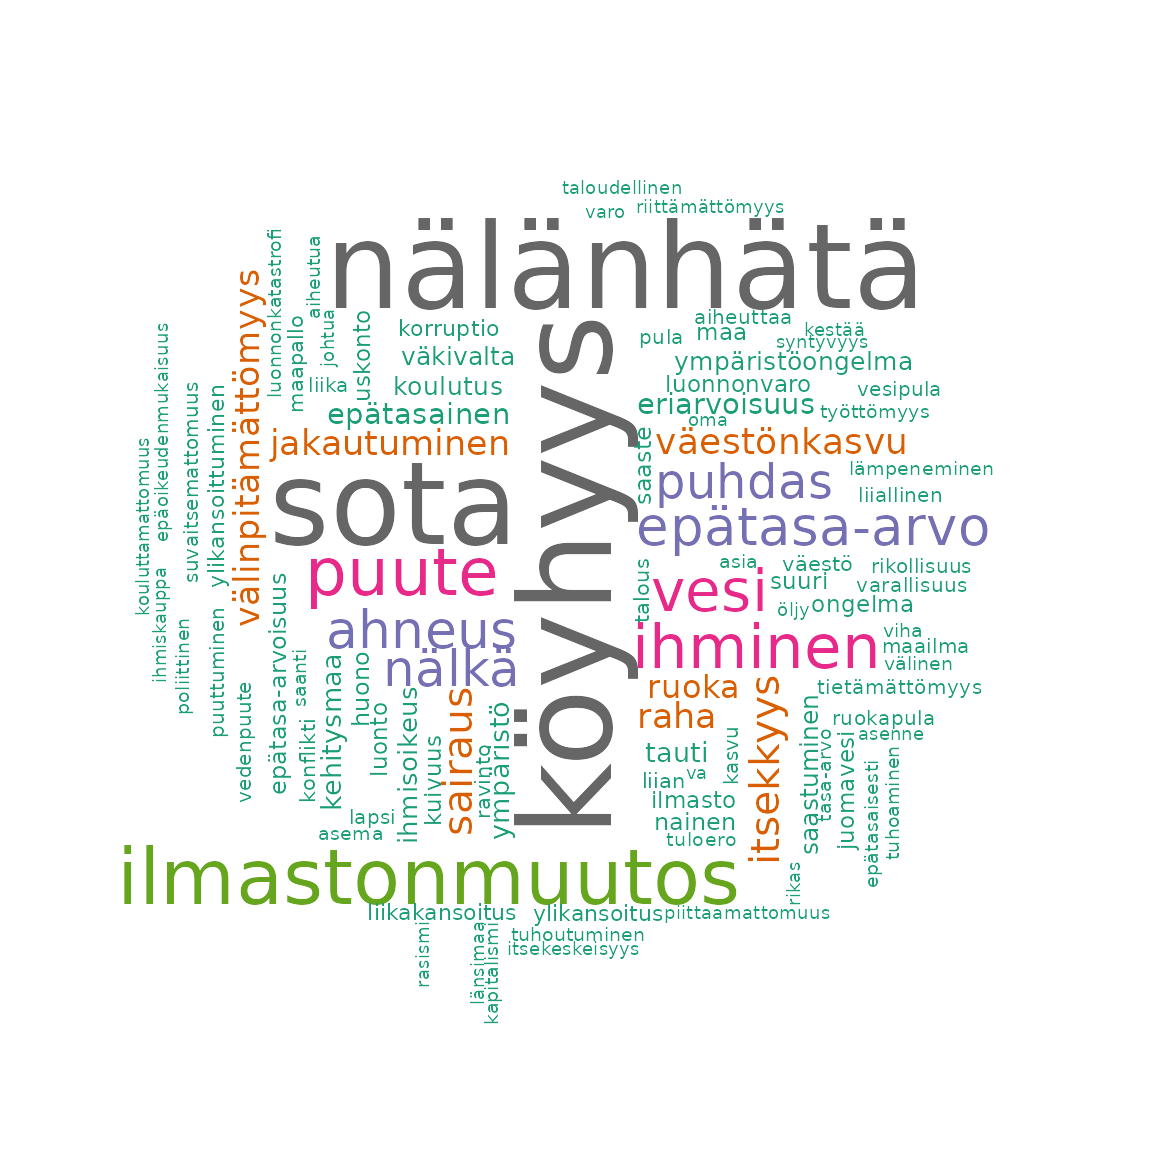 taloudellinen
varo
riittämättömyys
nälänhätä
köyhyys
luonnonkatastrofi
aiheutua
maapallo
johtua
liika
uskonto
korruptio
väkivalta
koulutus
epätasainen
jakautuminen
sota
puute
ahneus
nälkä
välinpitämättömyys
ylikansoittuminen
suvaitsemattomuus
epäoikeudenmukaisuus
kouluttamattomuus
ihmiskauppa
poliittinen
puuttuminen
vedenpuute
epätasa-arvoisuus
saanti
konflikti
kehitysmaa
huono
luonto
ihmisoikeus
kuivuus
sairaus
ravinto
ympäristö
lapsi
asema
aiheuttaa
pula
maa
kestää
syntyvyys
ympäristöongelma
luonnonvaro
vesipula
eriarvoisuus
työttömyys
oma
väestönkasvu
saaste
puhdas
lämpeneminen
liiallinen
epätasa-arvo
asia
väestö
rikollisuus
talous
vesi
suuri
varallisuus
öljy
ongelma
viha
ihminen
maailma
välinen
ruoka
tietämättömyys
raha
ruokapula
asenne
itsekkyys
saastuminen
tasa-arvo
juomavesi
epätasaisesti
tuhoaminen
tauti
kasvu
va
liian
ilmasto
nainen
tuloero
rikas
ilmastonmuutos
liikakansoitus
ylikansoitus
piittaamattomuus
tuhoutuminen
itsekeskeisyys
rasismi
länsimaa
kapitalismi